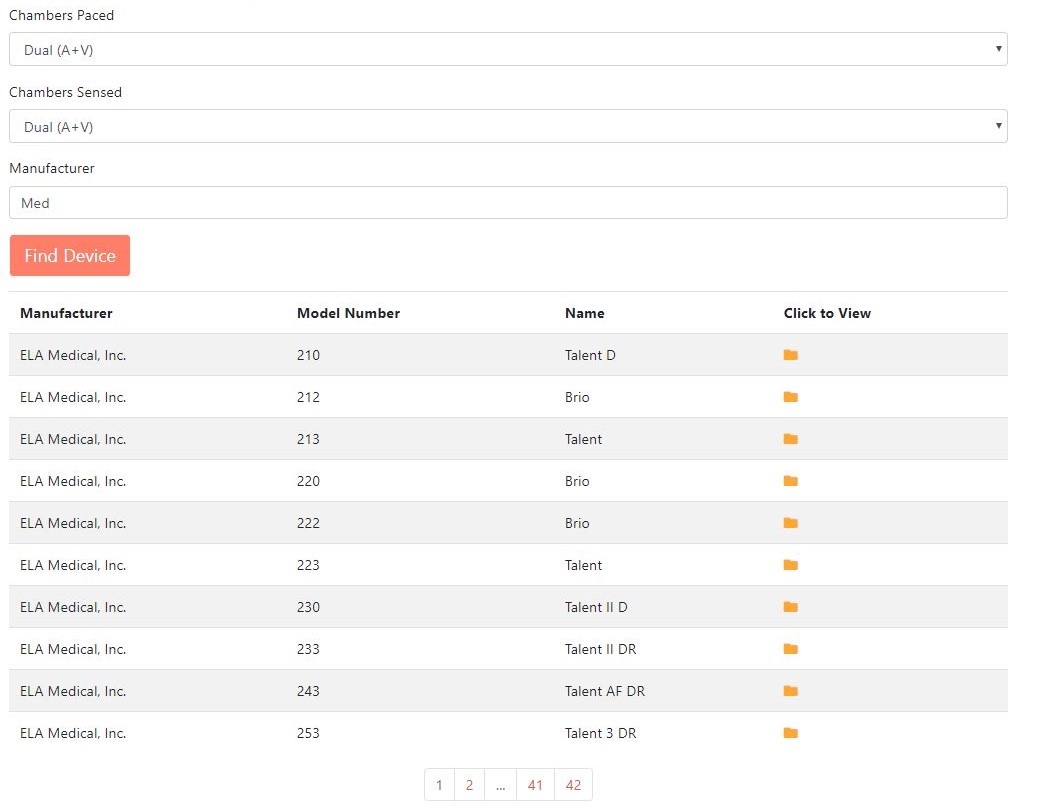 Chambers Paced
Dual (A+V)
Chambers Sensed
Dual (A+V)
Manufacturer
Med
Find Device
Manufacturer Model Number Name Click to View
ELA Medical, Inc. 210 Talent D
ELA Medical, Inc. 212 Brio
ELA Medical, Inc. 213 Talent
ELA Medical, Inc. 220 Brio
ELA Medical, Inc. 222 Brio
ELA Medical, Inc. 223 Talent
ELA Medical, Inc. 230 Talent II D
ELA Medical, Inc. 233 Talent II DR
ELA Medical, Inc. 243 Talent AF DR
ELA Medical, Inc. 253 Talent 3 DR
1 2 ... 41 42